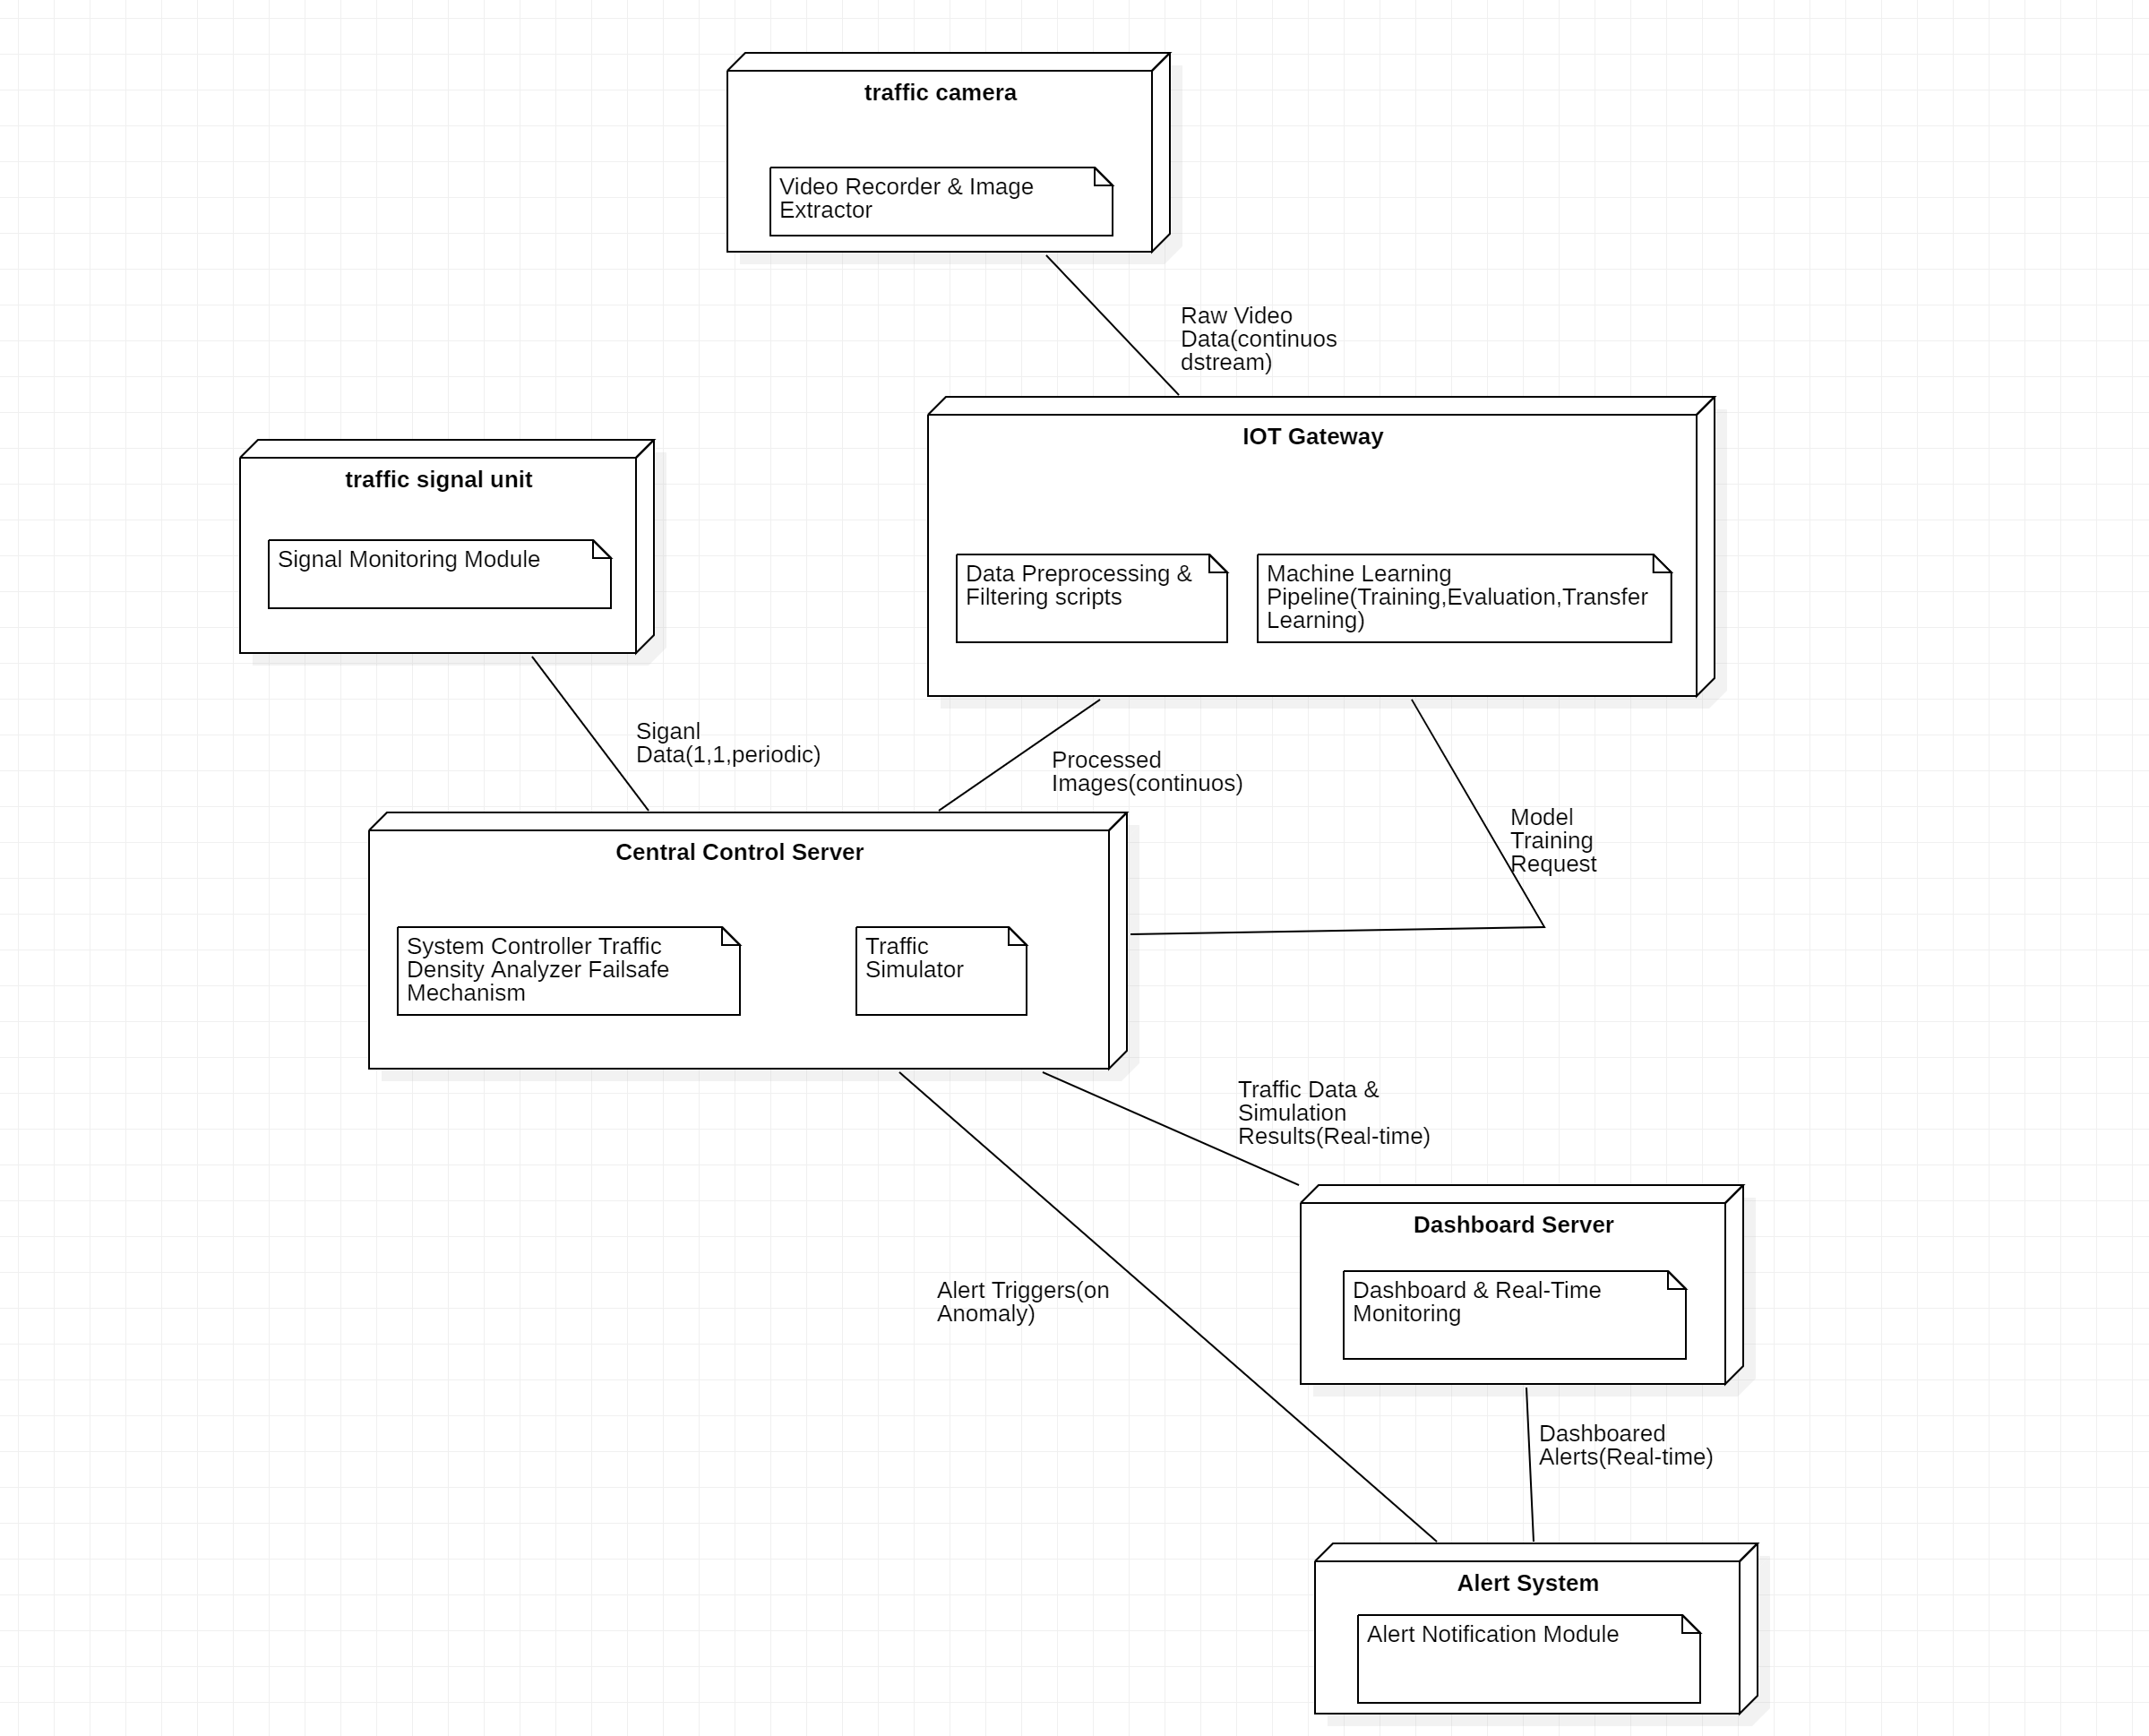 traffic camera
Video Recorder & Image
Extractor
Raw Video
Data(continuos
dstream)
IOT Gateway
traffic signal unit
Signal Monitoring Module
Data Preprocessing &
Filtering scripts
Machine Learning
Pipeline(Training,Evaluation,Transfer
Learning)
Siganl
Data(1,1,periodic)
Processed
Images(continuos)
Model
Training
Request
Central Control Server
System Controller Traffic
Density Analyzer Failsafe
Mechanism
Traffic
Simulator
Traffic Data &
Simulation
Results(Real-time)
Dashboard Server
Dashboard & Real-Time
Monitoring
Alert Triggers(on
Anomaly)
Dashboared
Alerts(Real-time)
Alert System
Alert Notification Module